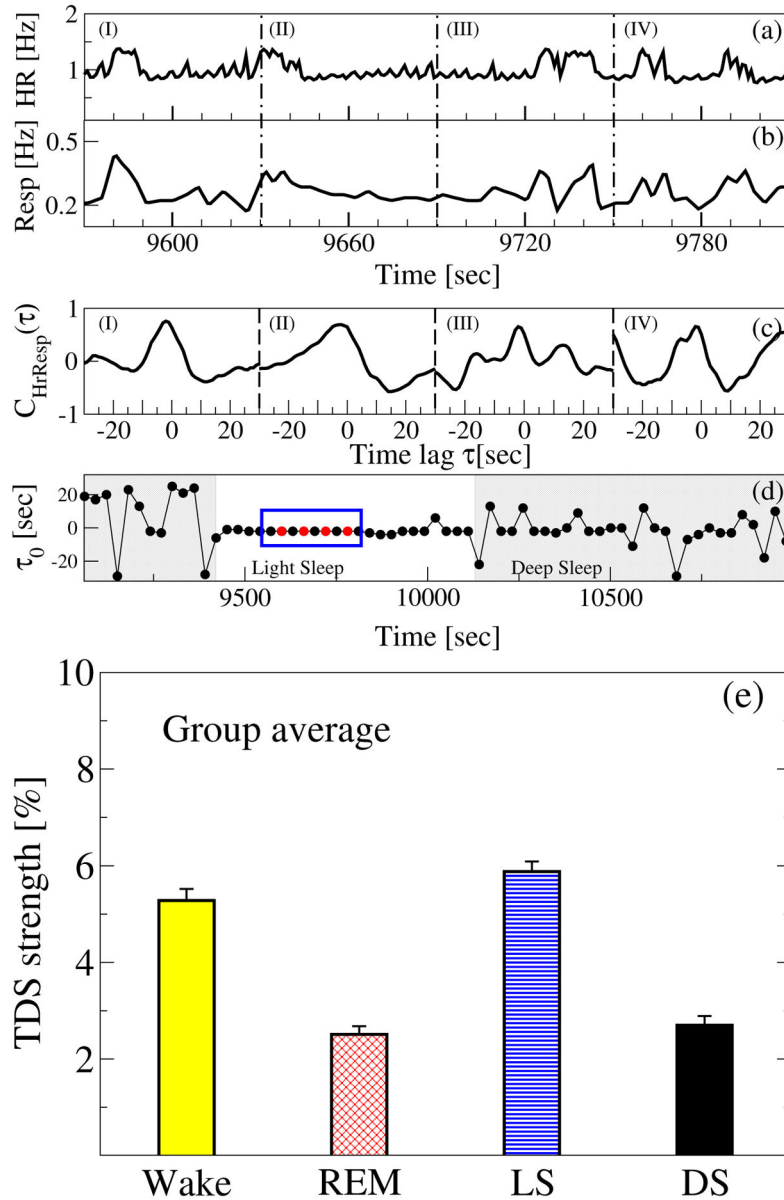 2
1
HR [Hz]
(I)
(II)
(III)
(IV)
(a)
0.5
0.2
Resp [Hz]
(b)
9600
9660
9720
9780
Time [sec]
1
0
-1
C_HrResp(τ)
(I)
(II)
(III)
(IV)
(c)
-20 0 20 -20 0 20 -20 0 20 -20 0 20
Time lag τ[sec]
20
0
-20
τ₀ [sec]
(d)
Light Sleep
Deep Sleep
9500
10000
10500
Time [sec]
10
8
6
4
2
TDS strength [%]
(e)
Group average
Wake
REM
LS
DS